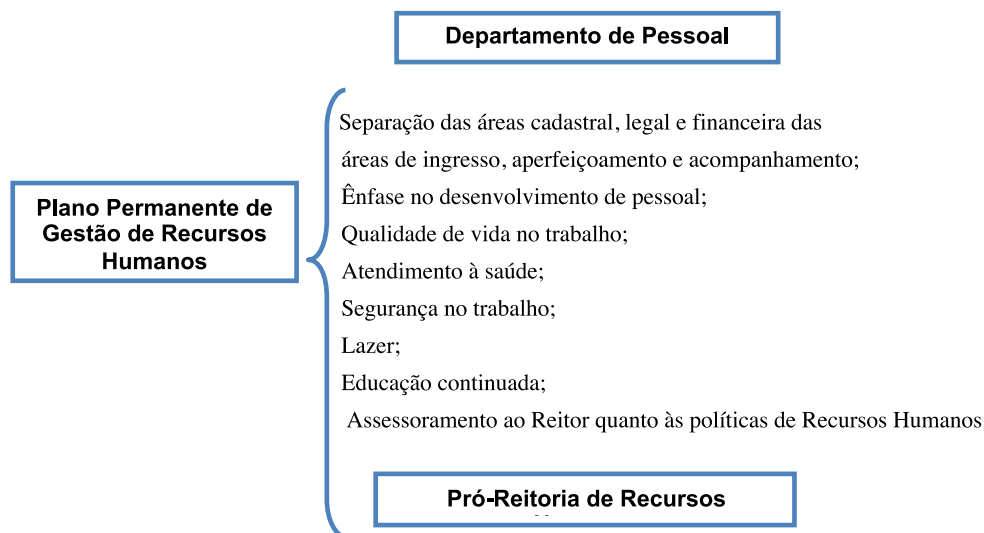 Departamento de Pessoal
Separação das áreas cadastral, legal e financeira das
áreas de ingresso, aperfeiçoamento e acompanhamento;
Ênfase no desenvolvimento de pessoal;
Plano Permanente de
Gestão de Recursos
Humanos
Qualidade de vida no trabalho;
Atendimento à saúde;
Segurança no trabalho;
Lazer;
Educação continuada;
Assessoramento ao Reitor quanto às políticas de Recursos Humanos
Pró-Reitoria de Recursos